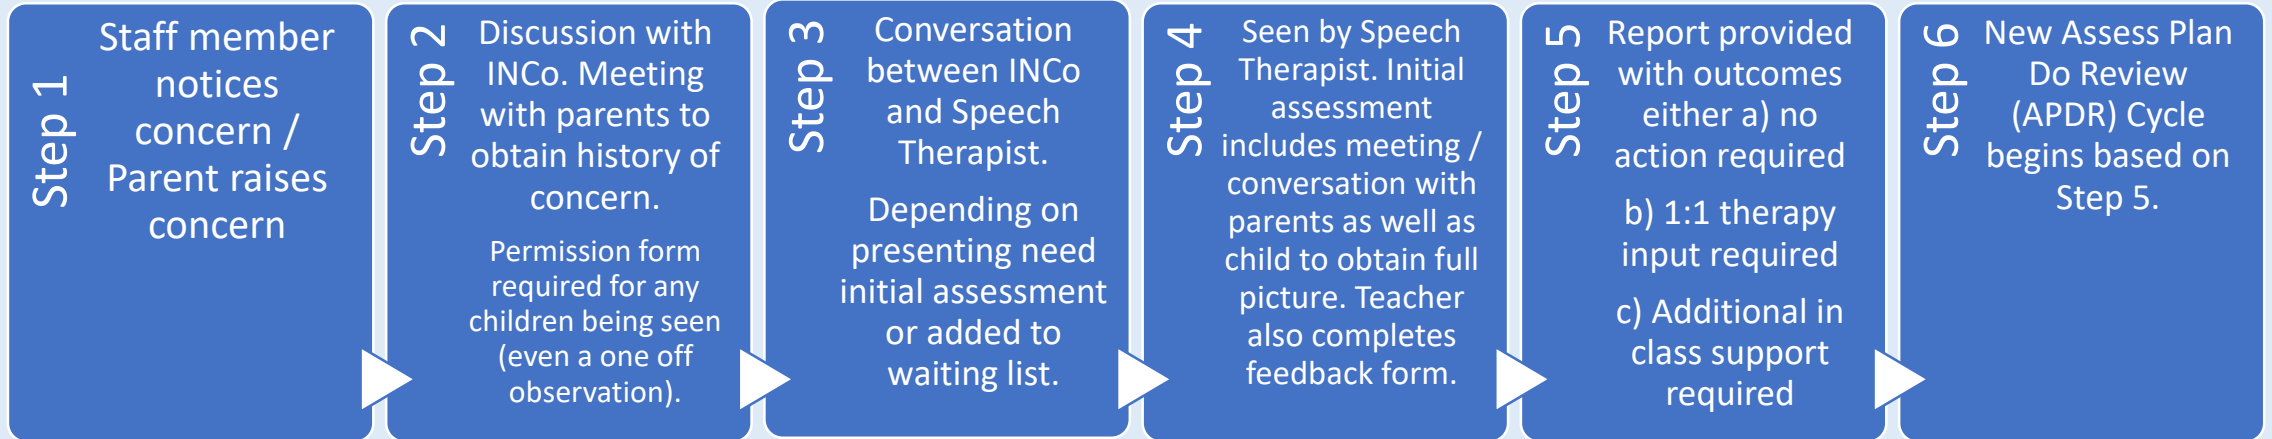 Step 1
Staff member
notices
concern /
Parent raises
concern
Step 2
Discussion with
INCo. Meeting
with parents to
obtain history of
concern.
Permission form
required for any
children being seen
(even a one off
observation).
Step 3
Conversation
between INCo
and Speech
Therapist.
Depending on
presenting need
initial assessment
or added to
waiting list.
Step 4
Seen by Speech
Therapist. Initial
assessment
includes meeting /
conversation with
parents as well as
child to obtain full
picture. Teacher
also completes
feedback form.
Step 5
Report provided
with outcomes
either a) no
action required
b) 1:1 therapy
input required
c) Additional in
class support
required
Step 6
New Assess Plan
Do Review
(APDR) Cycle
begins based on
Step 5.